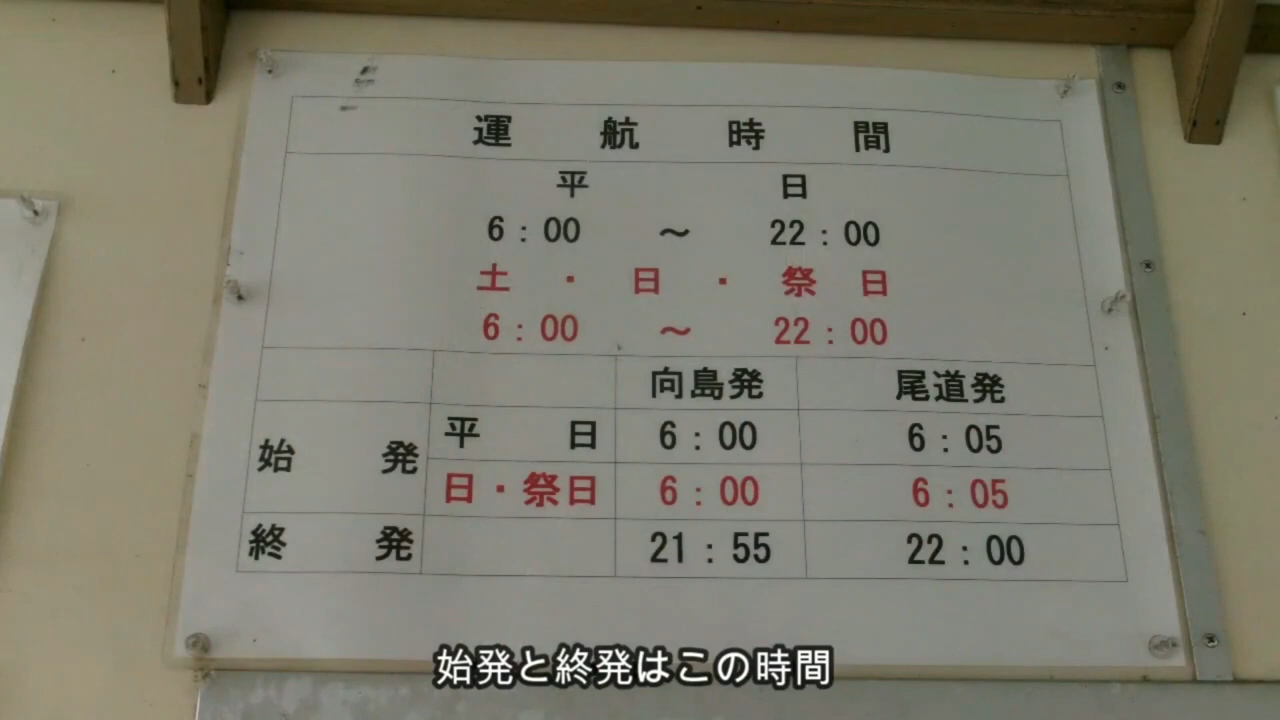 運航時間
平日
6:00 ～ 22:00
土・日・祭日
6:00 ～ 22:00
向島発 尾道発
始発 平日 6:00 6:05
日・祭日 6:00 6:05
終発 21:55 22:00
始発と終発はこの時間